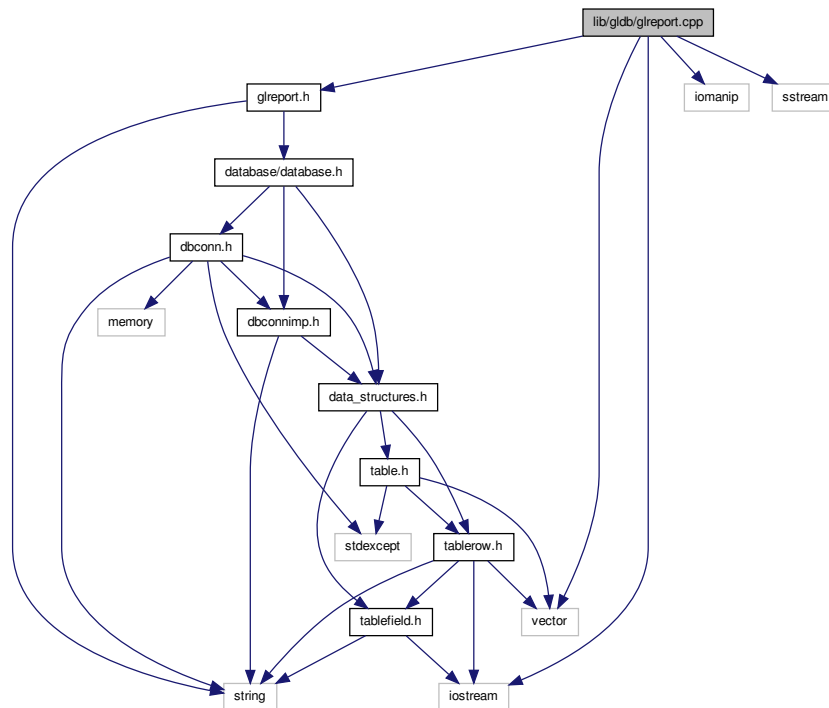 lib/gldb/glreport.cpp
glreport.h
iomanip
sstream
database/database.h
dbconn.h
memory
dbconnimp.h
data_structures.h
table.h
stdexcept
tablerow.h
tablefield.h
vector
string
iostream